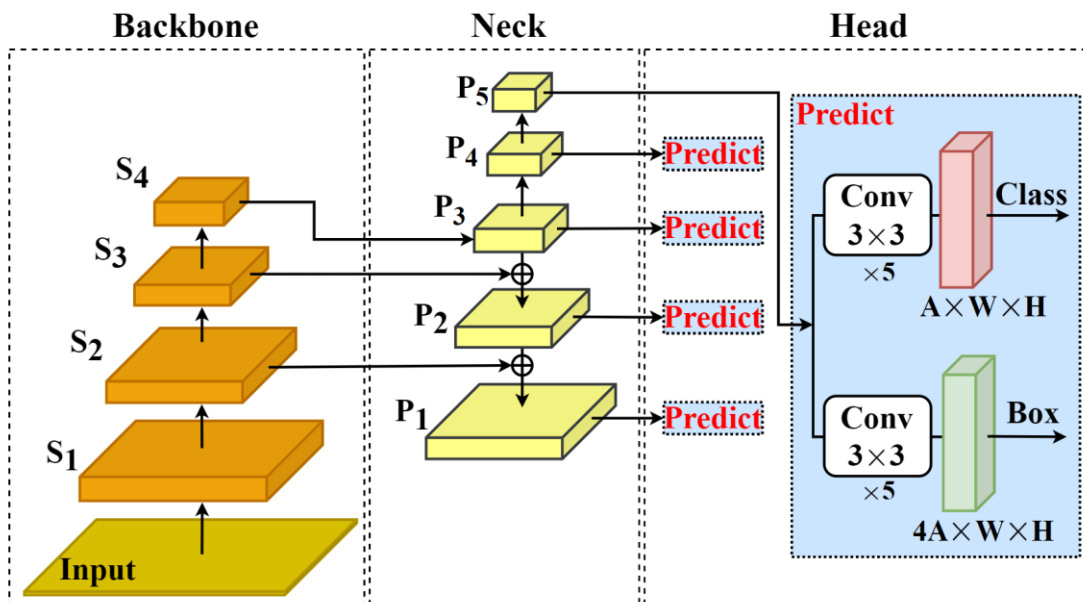 Backbone
Neck
Head
S4
S3
S2
S1
Input
P5
P4
P3
P2
P1
Predict
Predict
Predict
Predict
Predict
Conv
3×3
×5
Class
A×W×H
Conv
3×3
×5
Box
4A×W×H